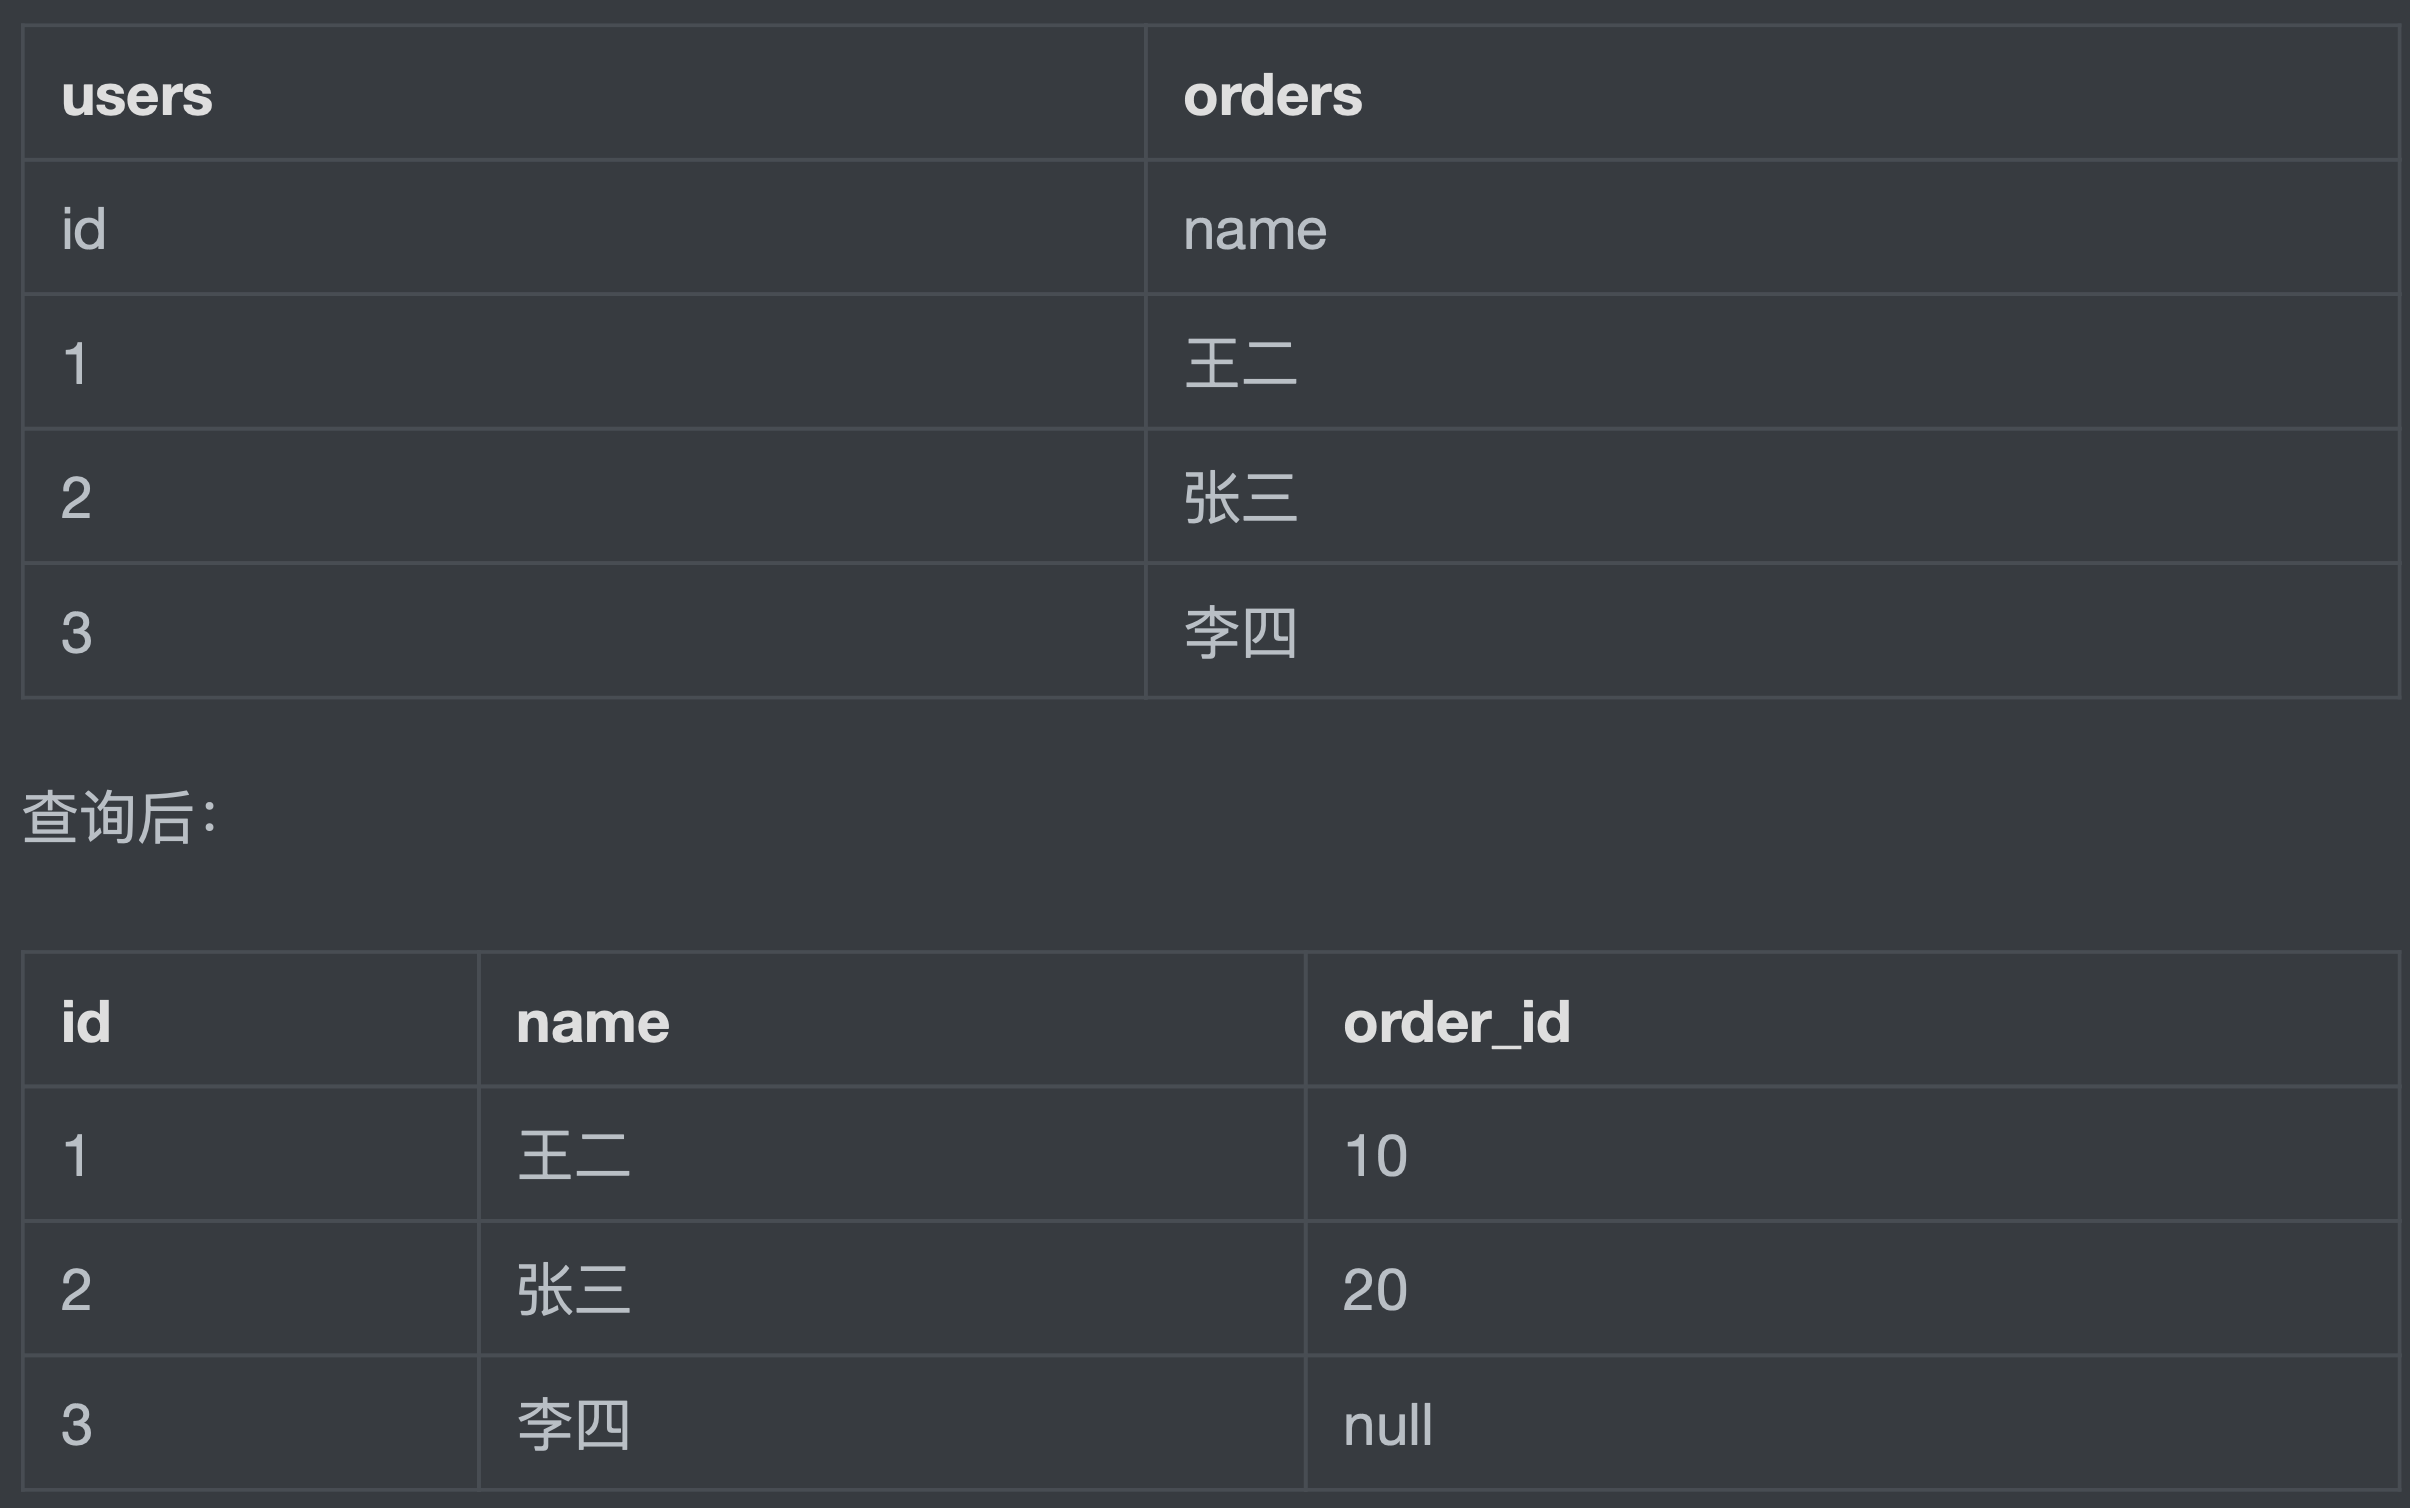 users orders
id name
1 王二
2 张三
3 李四
查询后：
id name order_id
1 王二 10
2 张三 20
3 李四 null